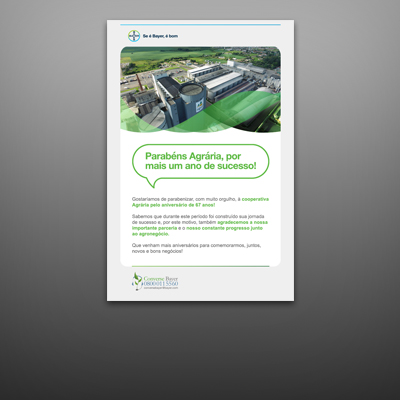 BAYER
Se é Bayer, é bom
Parabéns Agrária, por
mais um ano de sucesso!
Gostaríamos de parabenizar, com muito orgulho, a cooperativa
Agrária pelo aniversário de 67 anos!
Sabemos que durante este período foi construído sua jornada
de sucesso e, por este motivo, também agradecemos a nossa
importante parceria e o nosso constante progresso junto
ao agronegócio.
Que venham mais aniversários para comemorarmos, juntos,
novos e bons negócios!
Converse Bayer
0800 011 5560